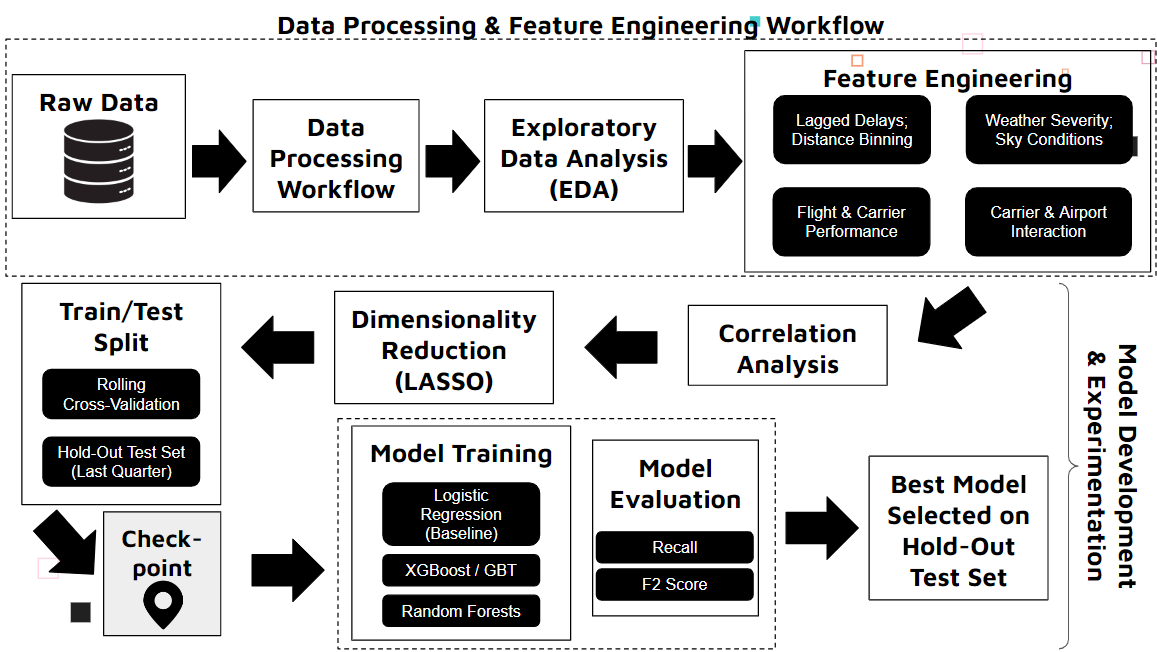 Data Processing & Feature Engineering Workflow
Raw Data
Data
Processing
Workflow
Exploratory
Data Analysis
(EDA)
Feature Engineering
Lagged Delays;
Distance Binning
Weather Severity;
Sky Conditions
Flight & Carrier
Performance
Carrier & Airport
Interaction
Correlation
Analysis
Dimensionality
Reduction
(LASSO)
Train/Test
Split
Rolling
Cross-Validation
Hold-Out Test Set
(Last Quarter)
Check-
point
Model Training
Logistic
Regression
(Baseline)
XGBoost / GBT
Random Forests
Model
Evaluation
Recall
F2 Score
Best Model
Selected on
Hold-Out
Test Set
Model Development
& Experimentation